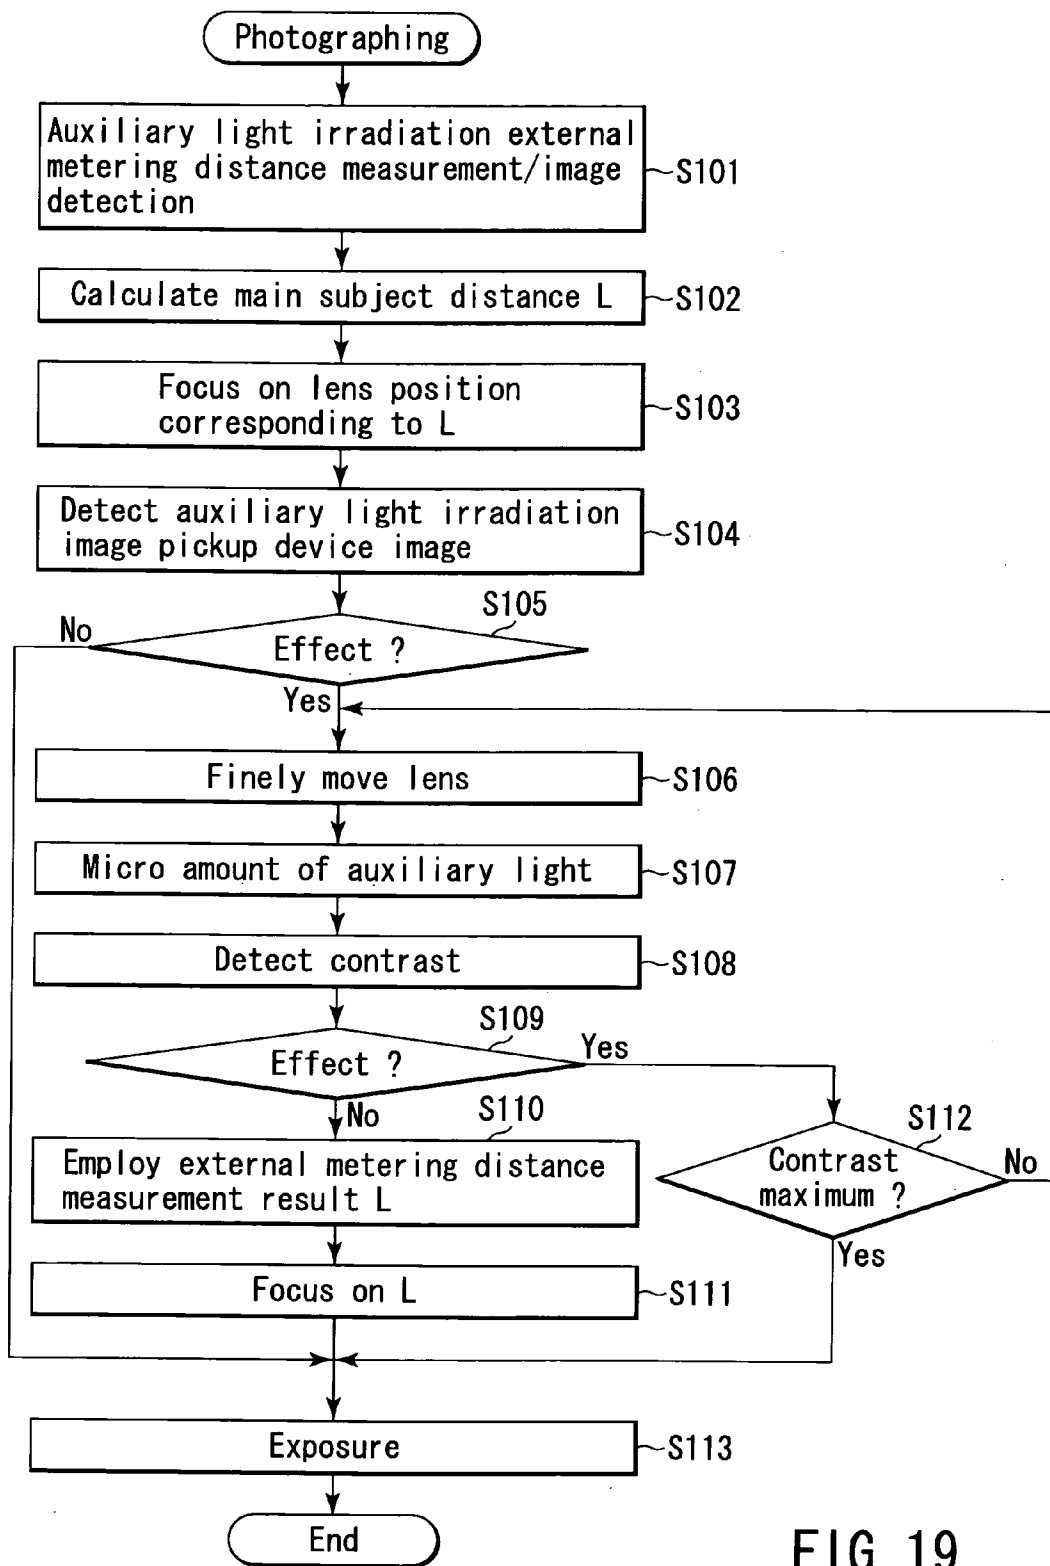 Photographing
Auxiliary light irradiation external
metering distance measurement/image
detection
S101
Calculate main subject distance L
S102
Focus on lens position
corresponding to L
S103
Detect auxiliary light irradiation
image pickup device image
S104
S105
No
Effect ?
Yes
Finely move lens
S106
Micro amount of auxiliary light
S107
Detect contrast
S108
S109
Effect ?
Yes
No
S110
S112
Employ external metering distance
measurement result L
Contrast
maximum ?
No
Yes
Focus on L
S111
Exposure
S113
End
FIG 19